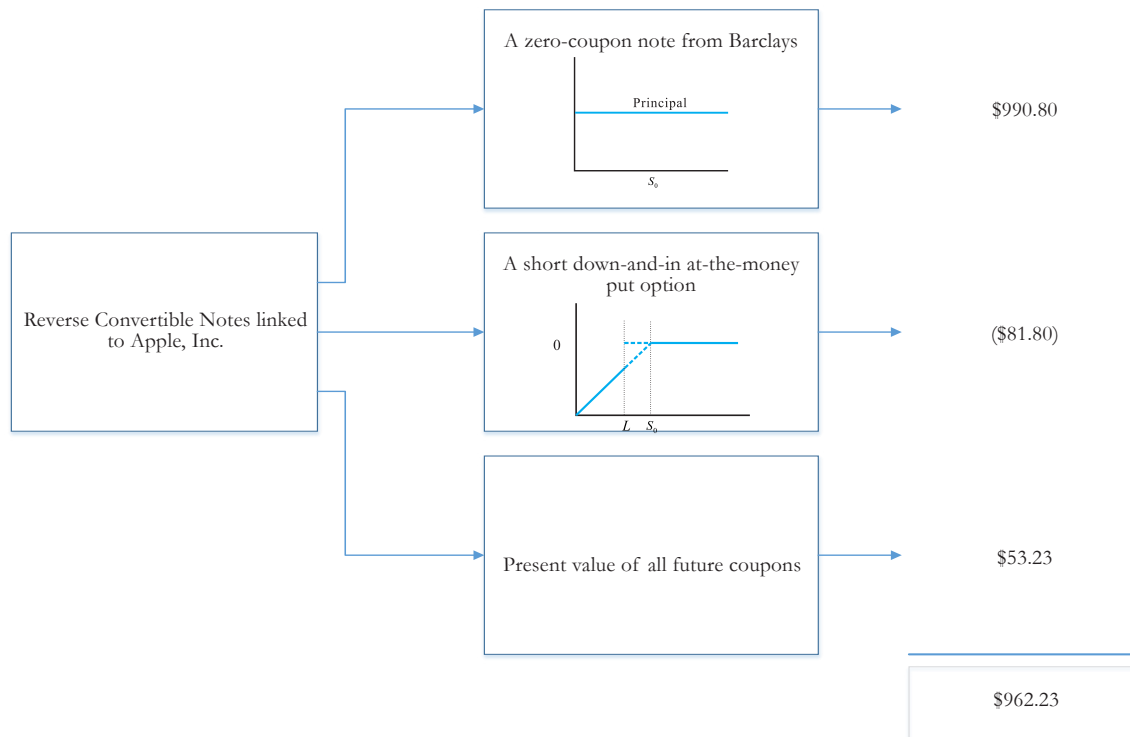 A zero-coupon note from Barclays
Principal
S₀
$990.80
Reverse Convertible Notes linked
to Apple, Inc.
A short down-and-in at-the-money
put option
0
L S₀
($81.80)
Present value of all future coupons
$53.23
$962.23